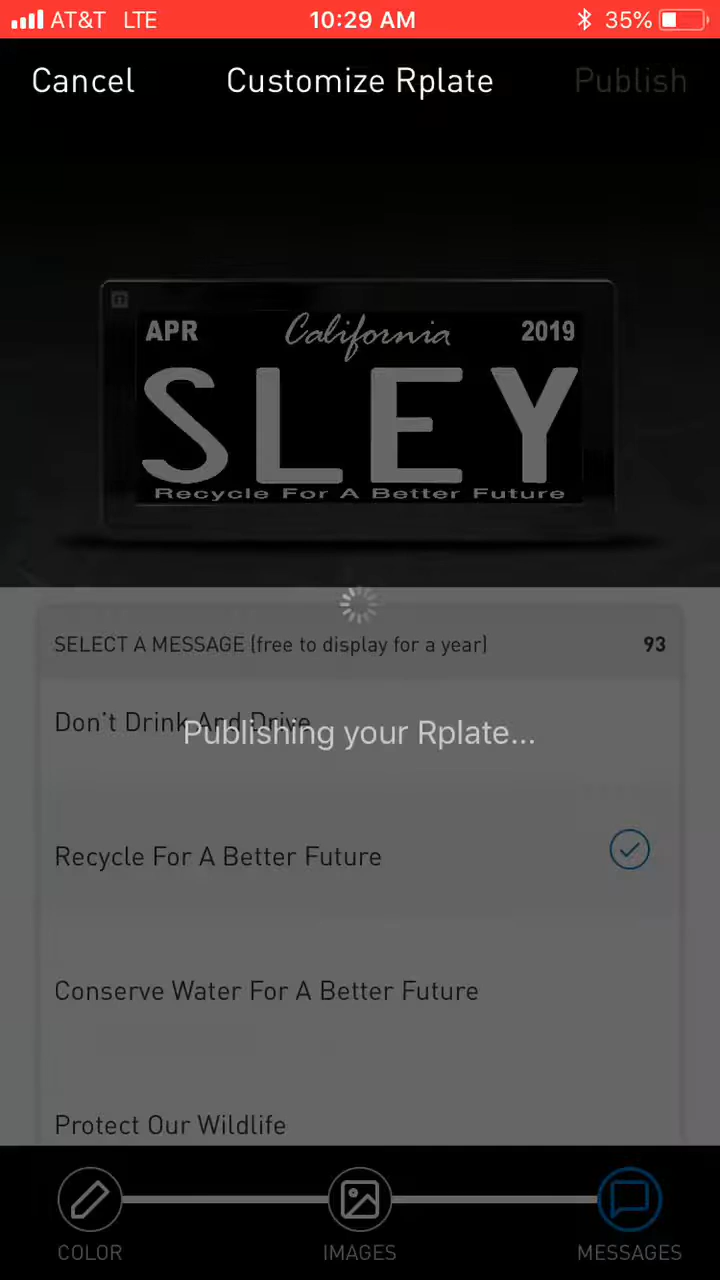 AT&T LTE 10:29 AM 35%
Cancel Customize Rplate Publish
APR California 2019
SLEY
Recycle For A Better Future
SELECT A MESSAGE (free to display for a year) 93
Don't Drink And Drive
Publishing your Rplate...
Recycle For A Better Future
Conserve Water For A Better Future
Protect Our Wildlife
COLOR IMAGES MESSAGES